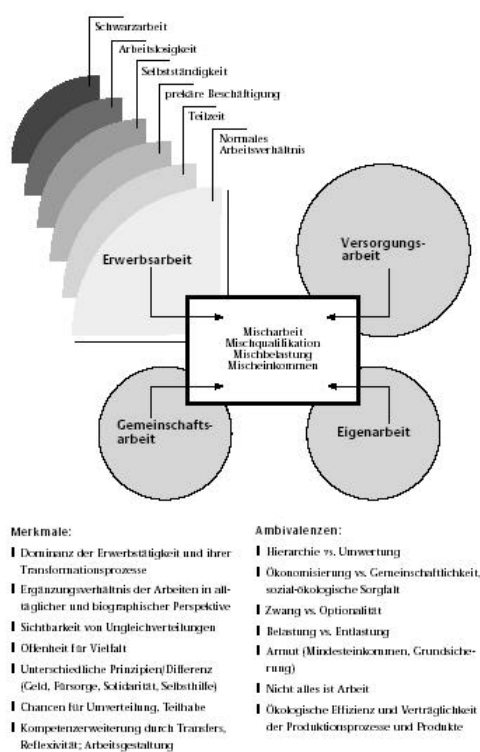 Schwarzarbeit
Arbeitslosigkeit
Selbstständigkeit
prekäre Beschäftigung
Teilzeit
Normales
Arbeitsverhältnis
Erwerbsarbeit
Versorgungs-
arbeit
Mischarbeit
Mischqualifikation
Mischbelastung
Mischeinkommen
Gemeinschafts-
arbeit
Eigenarbeit
Merkmale:
Dominanz der Erwerbstätigkeit und ihrer
Transformationsprozesse
Ergänzungsverhältnis der Arbeiten in all-
täglicher und biographischer Perspektive
Sichtbarkeit von Ungleichverteilungen
Offenheit für Vielfalt
Unterschiedliche Prinzipien/Differenz
(Geld, Fürsorge, Solidarität, Selbsthilfe)
Chancen für Umverteilung, Teilhabe
Kompetenzerweiterung durch Transfers,
Reflexivität; Arbeitsgestaltung
Ambivalenzen:
Hierarchie vs. Umwertung
Ökonomisierung vs. Gemeinschaftlichkeit,
sozial-ökologische Sorgfalt
Zwang vs. Optionalität
Belastung vs. Entlastung
Armut (Mindesteinkommen, Grundsiche-
rung)
Nicht alles ist Arbeit
Ökologische Effizienz und Verträglichkeit
der Produktionsprozesse und Produkte